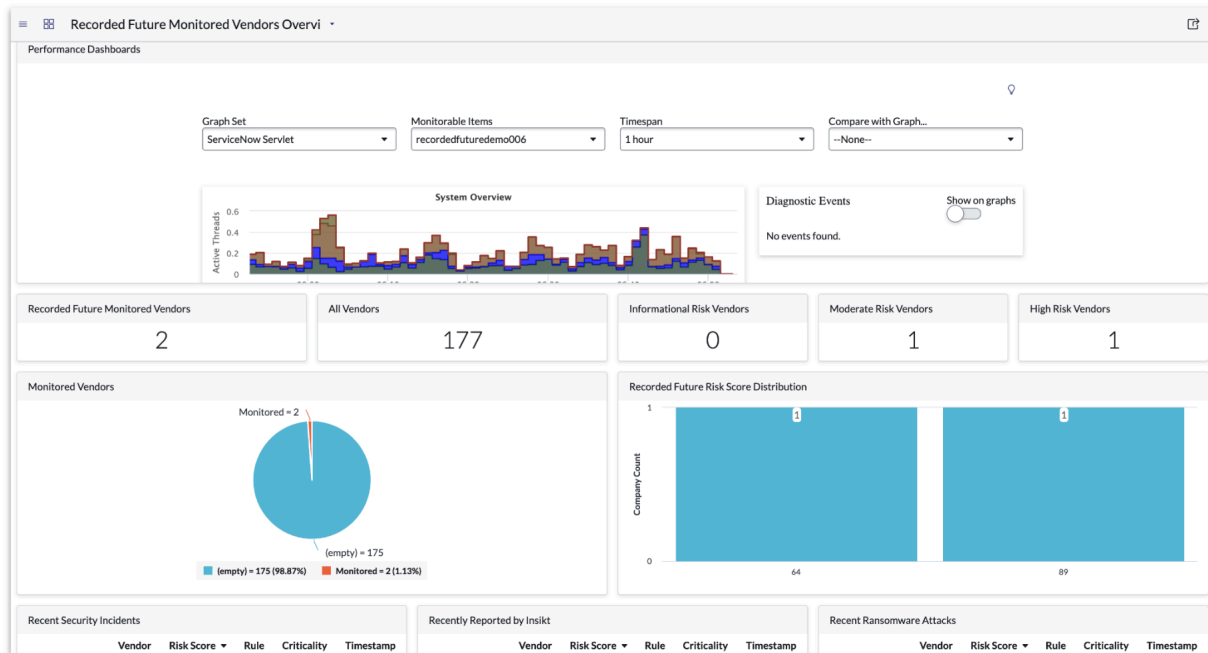 Recorded Future Monitored Vendors Overvi
Performance Dashboards
Graph Set
Monitorable Items
Timespan
Compare with Graph...
ServiceNow Servlet
recordedfuturedemo006
1 hour
--None--
System Overview
Active Threads
0.6
0.4
0.2
0
Diagnostic Events
Show on graphs
No events found.
Recorded Future Monitored Vendors
2
All Vendors
177
Informational Risk Vendors
0
Moderate Risk Vendors
1
High Risk Vendors
1
Monitored Vendors
Monitored = 2
(empty) = 175
(empty) = 175 (98.87%) Monitored = 2 (1.13%)
Recorded Future Risk Score Distribution
Company Count
1
0
1
1
64
89
Recent Security Incidents
Vendor Risk Score Rule Criticality Timestamp
Recently Reported by Insikt
Vendor Risk Score Rule Criticality Timestamp
Recent Ransomware Attacks
Vendor Risk Score Rule Criticality Timestamp